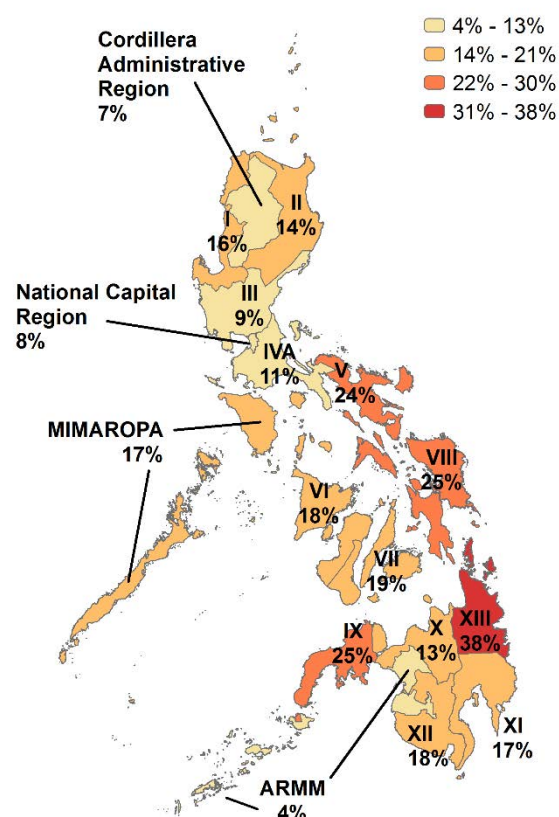 Cordillera
Administrative
Region
7%
4% - 13%
14% - 21%
22% - 30%
31% - 38%
II
14%
I
16%
National Capital
Region
8%
III
9%
IVA
11%
V
24%
MIMAROPA
17%
VIII
25%
VI
18%
VII
19%
IX
25%
X
13%
XIII
38%
XI
17%
XII
18%
ARMM
4%